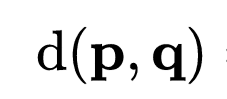 d(p, q)